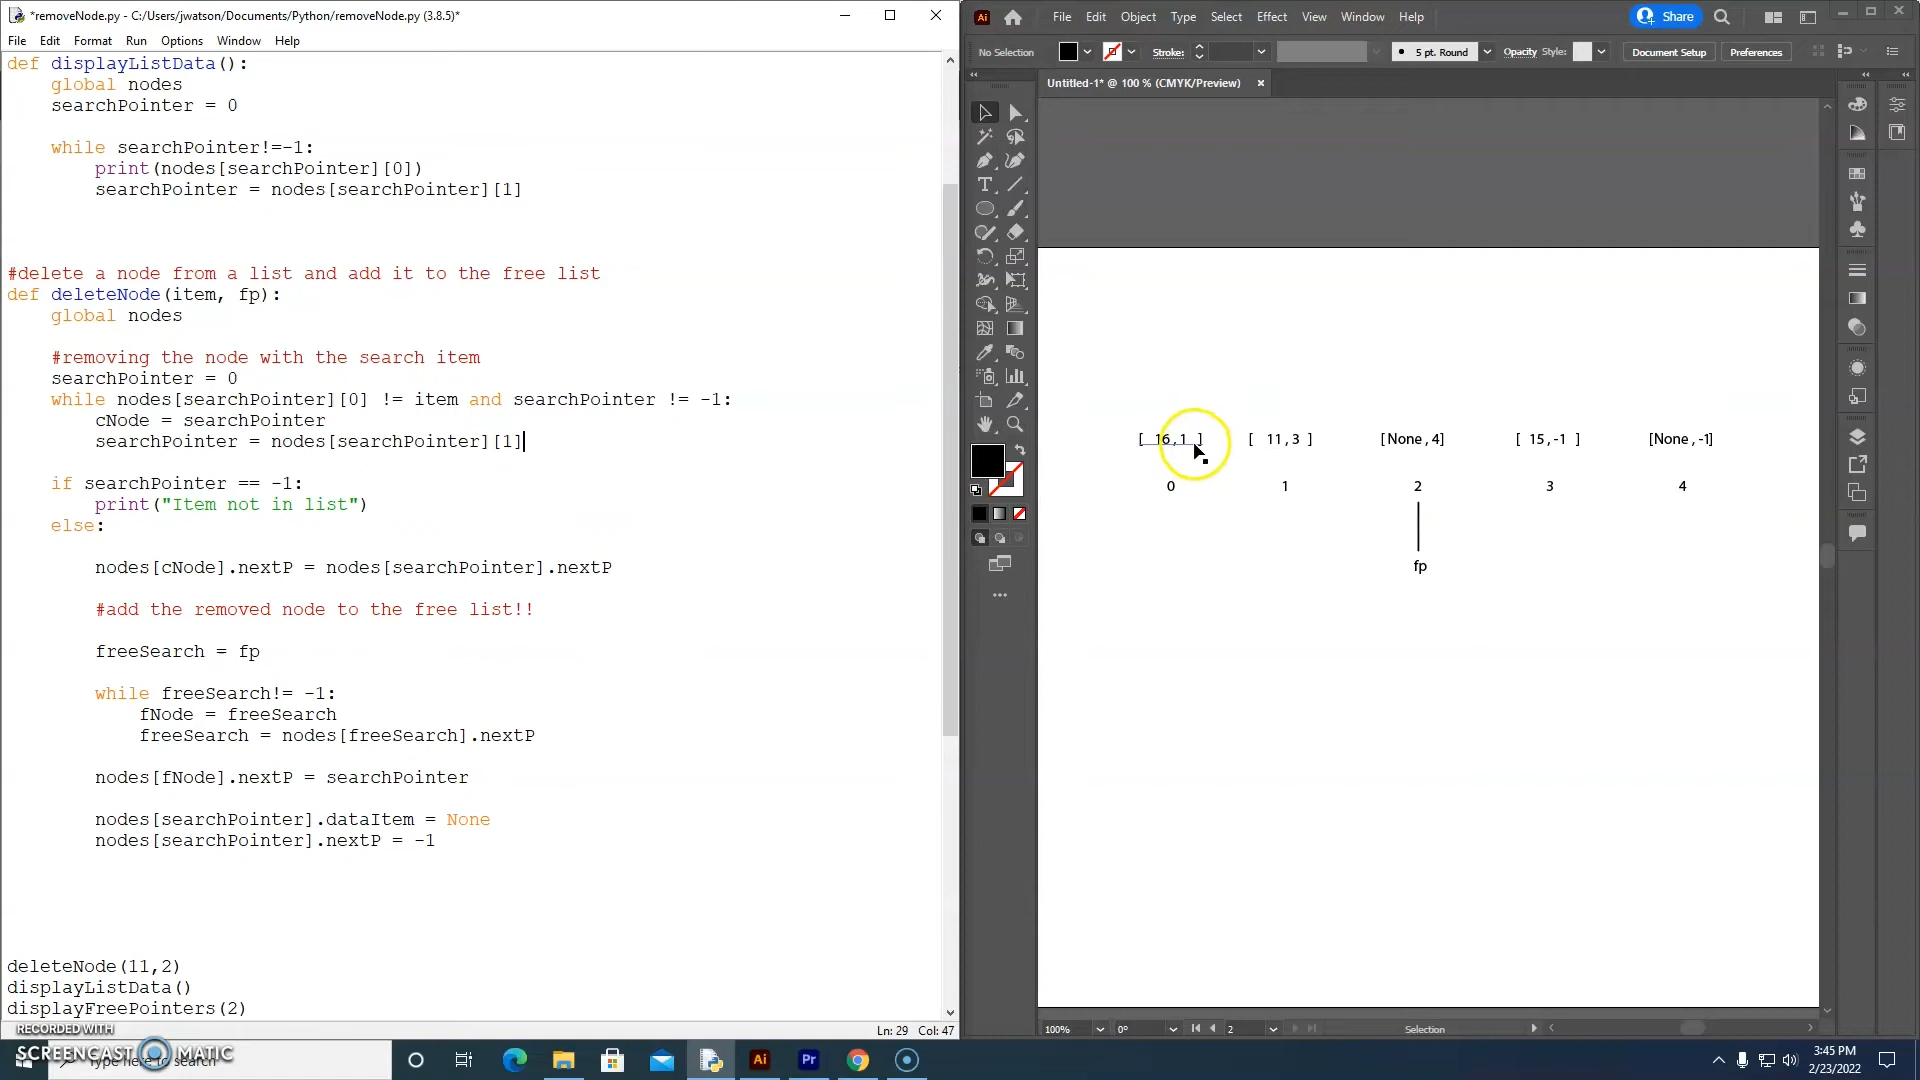 *removeNode.py - C:/Users/jwatson/Documents/Python/removeNode.py (3.8.5)*
File Edit Format Run Options Window Help
def displayListData():
    global nodes
    searchPointer = 0
    while searchPointer!=-1:
        print(nodes[searchPointer][0])
        searchPointer = nodes[searchPointer][1]
#delete a node from a list and add it to the free list
def deleteNode(item, fp):
    global nodes
    #removing the node with the search item
    searchPointer = 0
    while nodes[searchPointer][0] != item and searchPointer != -1:
        cNode = searchPointer
        searchPointer = nodes[searchPointer][1]
    if searchPointer == -1:
        print("Item not in list")
    else:
        nodes[cNode].nextP = nodes[searchPointer].nextP
        #add the removed node to the free list!!
        freeSearch = fp
        while freeSearch!= -1:
            fNode = freeSearch
            freeSearch = nodes[freeSearch].nextP
        nodes[fNode].nextP = searchPointer
        nodes[searchPointer].dataItem = None
        nodes[searchPointer].nextP = -1
deleteNode(11,2)
displayListData()
displayFreePointers(2)
Ln: 29 Col: 47
Ai File Edit Object Type Select Effect View Window Help Share
No Selection Stroke: 5 pt. Round Opacity Style: Document Setup Preferences
Untitled-1* @ 100 % (CMYK/Preview)
[ 16,1 ] [ 11,3 ] [None,4] [ 15,-1 ] [None,-1]
0 1 2 3 4
fp
100% 0° 2 Selection
RECORDED WITH
SCREENCAST MATIC
Type here to search
Ai Pr
3:45 PM
2/23/2022